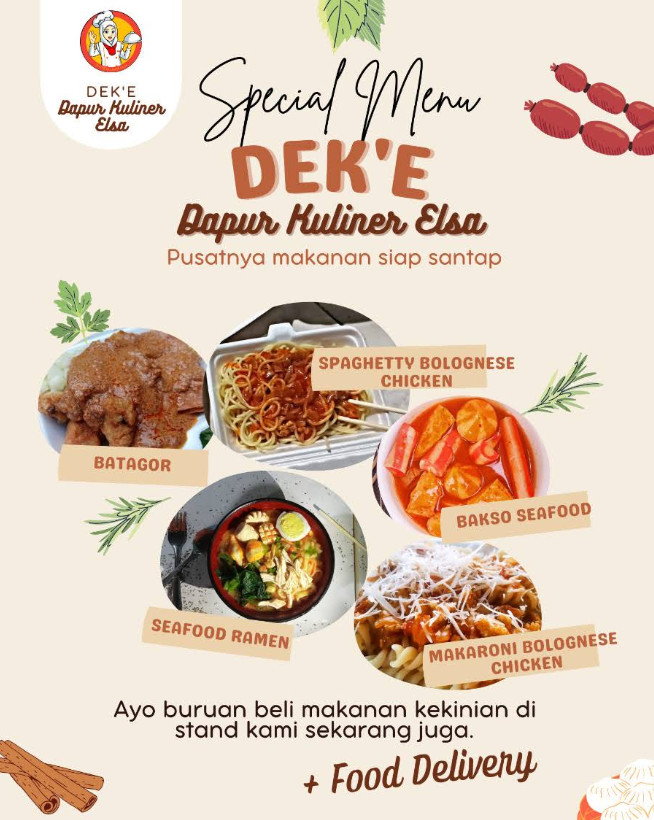 DEK'E
Dapur Kuliner
Elsa
Special Menu
DEK'E
Dapur Kuliner Elsa
Pusatnya makanan siap santap
SPAGHETTY BOLOGNESE
CHICKEN
BATAGOR
BAKSO SEAFOOD
SEAFOOD RAMEN
MAKARONI BOLOGNESE
CHICKEN
Ayo buruan beli makanan kekinian di
stand kami sekarang juga.
+ Food Delivery